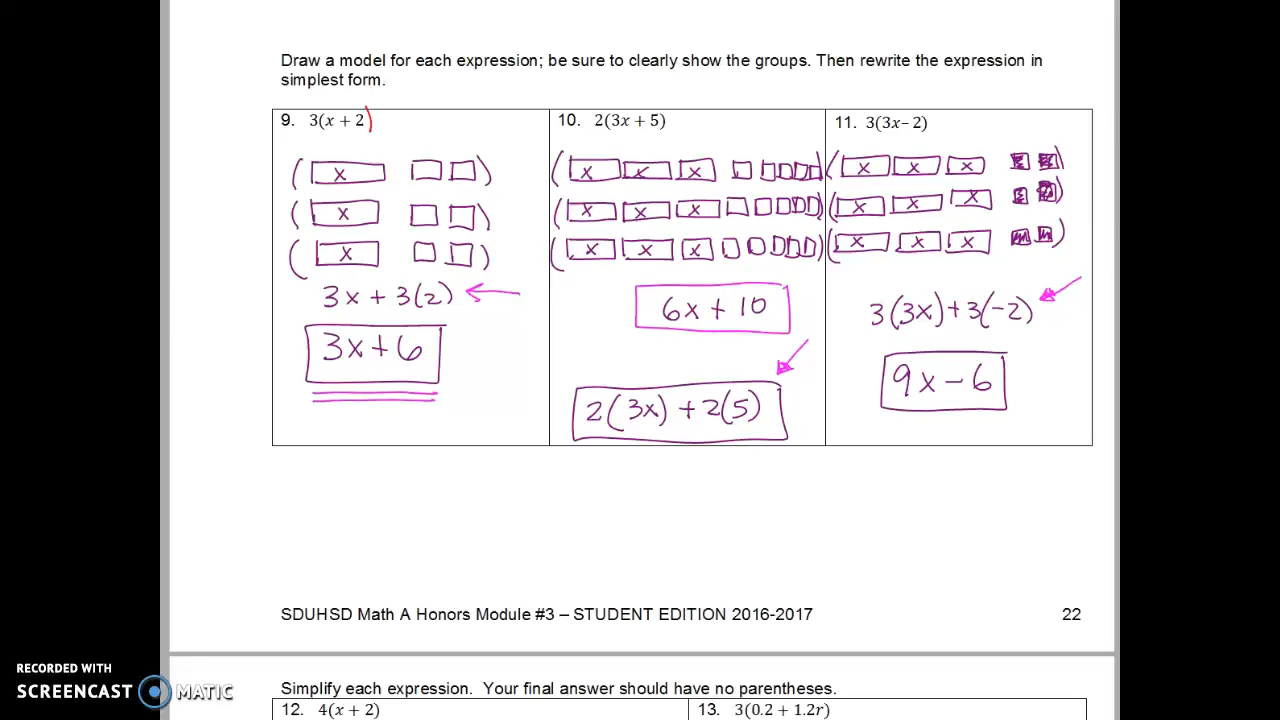 Draw a model for each expression; be sure to clearly show the groups. Then rewrite the expression in
simplest form.
9. 3(x + 2)
x
x
x
3x + 3(2)
3x + 6
10. 2(3x + 5)
x x x
x x x
x x x
6x + 10
2(3x) + 2(5)
11. 3(3x– 2)
x x x
x x x
x x x
3(3x) + 3(-2)
9x - 6
SDUHSD Math A Honors Module #3 – STUDENT EDITION 2016-2017 22
Simplify each expression. Your final answer should have no parentheses.
12. 4(x + 2) 13. 3(0.2 + 1.2r)
RECORDED WITH
SCREENCAST MATIC